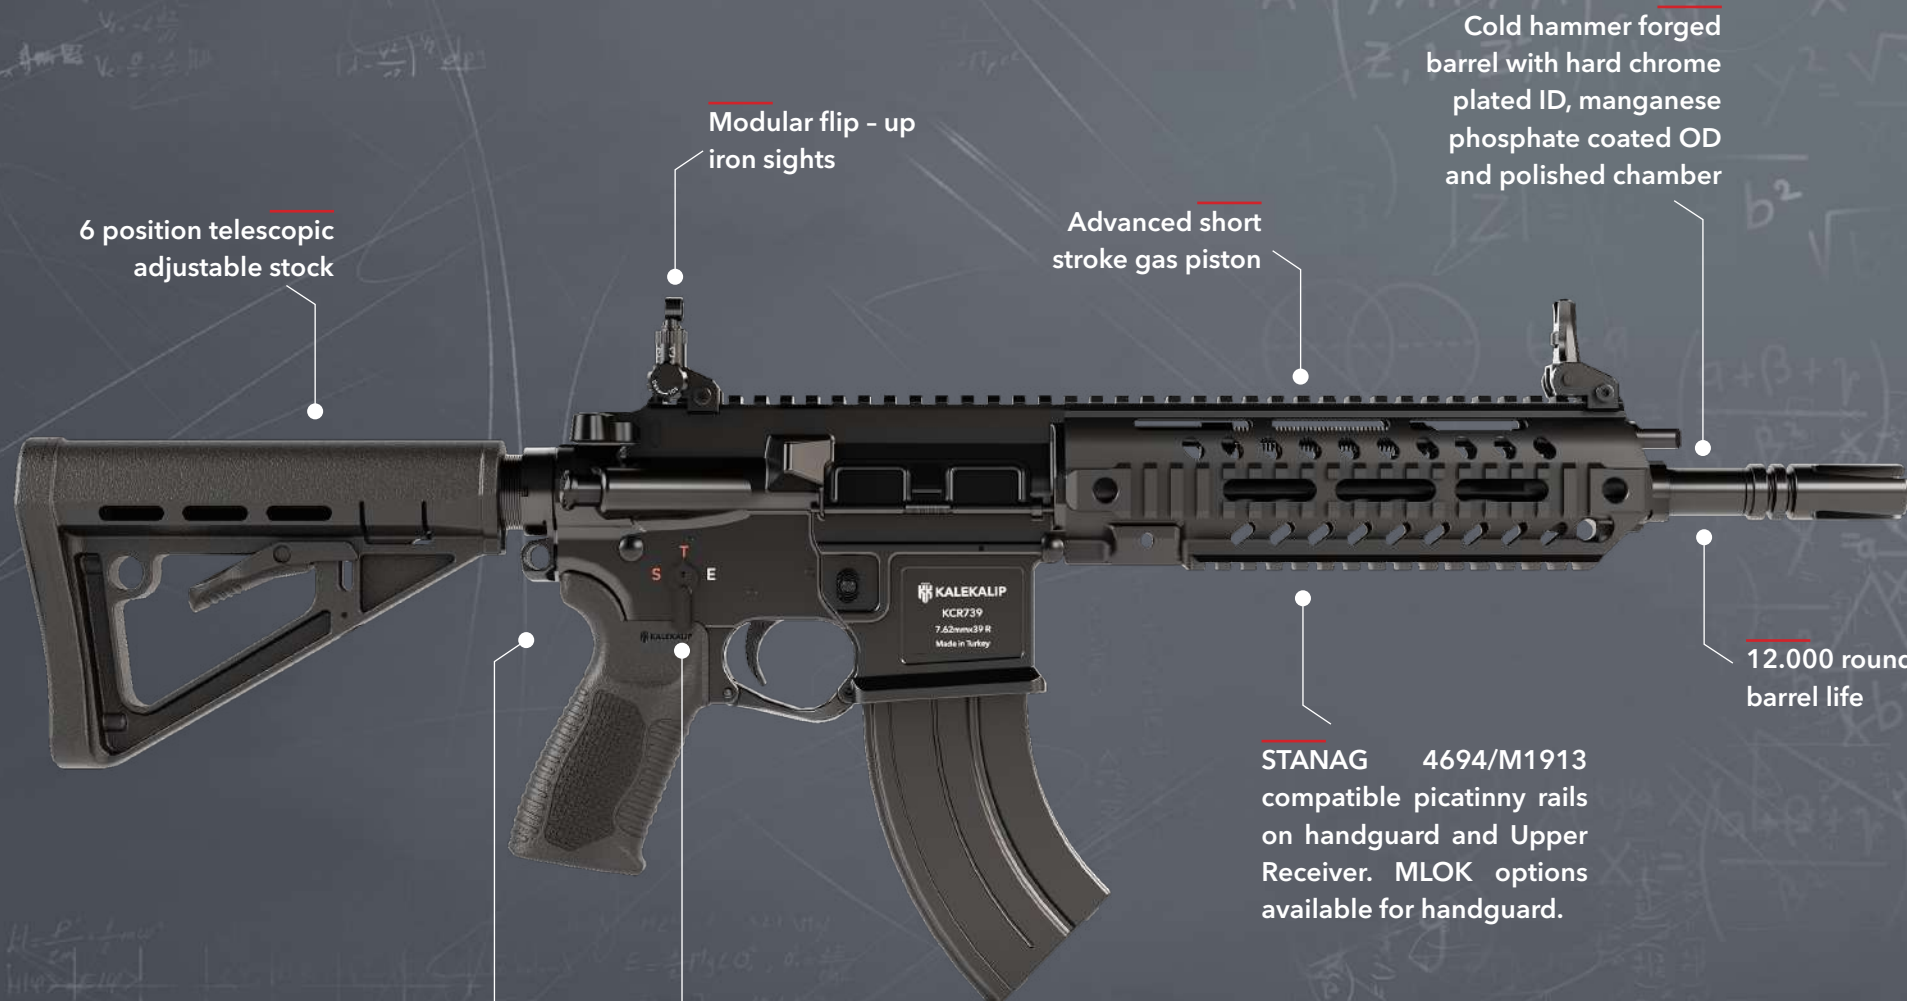 Cold hammer forged
barrel with hard chrome
plated ID, manganese
phosphate coated OD
and polished chamber
Modular flip – up
iron sights
Advanced short
stroke gas piston
6 position telescopic
adjustable stock
T
S E
KALEKALIP
KCR739
7.62mmx39 R
Made in Turkey
KALEKALIP
12.000 round
barrel life
STANAG 4694/M1913
compatible picatinny rails
on handguard and Upper
Receiver. MLOK options
available for handguard.